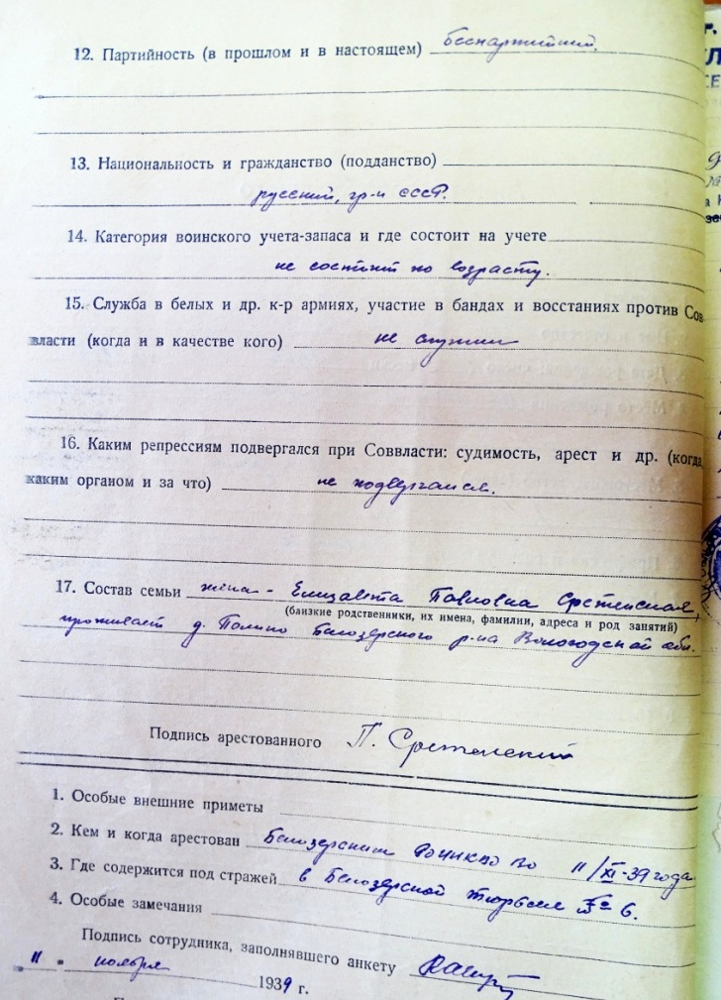 12. Партийность (в прошлом и в настоящем) беспартийный.
13. Национальность и гражданство (подданство)
русский, гр-н СССР.
14. Категория воинского учета-запаса и где состоит на учете
не состоит по возрасту.
15. Служба в белых и др. к-р армиях, участие в бандах и восстаниях против Сов-
власти (когда и в качестве кого) не служил
16. Каким репрессиям подвергался при Соввласти: судимость, арест и др. (когда,
каким органом и за что) не подвергался.
17. Состав семьи жена - Елизавета Павловна Сретенская,
(близкие родственники, их имена, фамилии, адреса и род занятий)
проживает д. Белозерского р-на Вологодской обл.
Подпись арестованного П. Сретенский
1. Особые внешние приметы
2. Кем и когда арестован Белозерским РО НКВД ВО 11/XI-39 года
3. Где содержится под стражей в Белозерской тюрьме № 6.
4. Особые замечания
Подпись сотрудника, заполнявшего анкету
"11" ноября 1939 г.